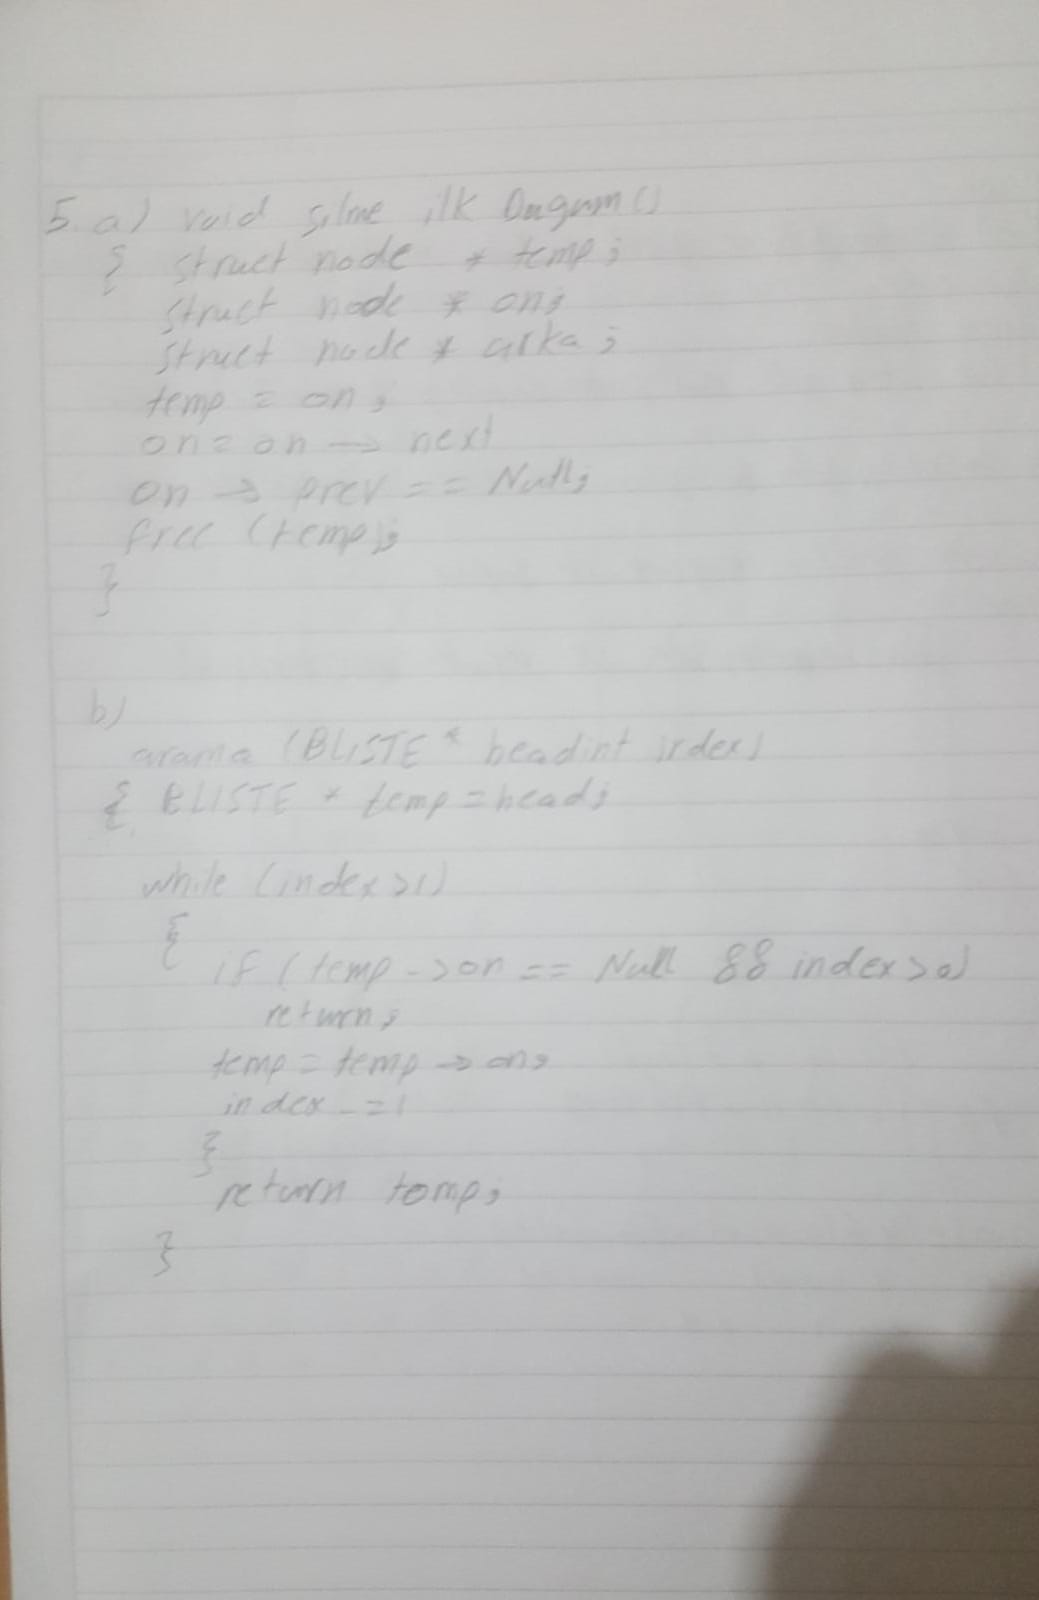 5. a) void silme ilk Dugum ()
{ struct node * temp;
struct node * on;
struct node * arka;
temp = on;
on = on -> next
on -> prev == Null;
free (temp);
}
b)
arama (BLISTE * headint index)
{ BLISTE * temp = head;
while (index >1)
{
if (temp -> on == Null && index > 0)
return;
temp = temp -> on;
index -=1
}
return temp;
}